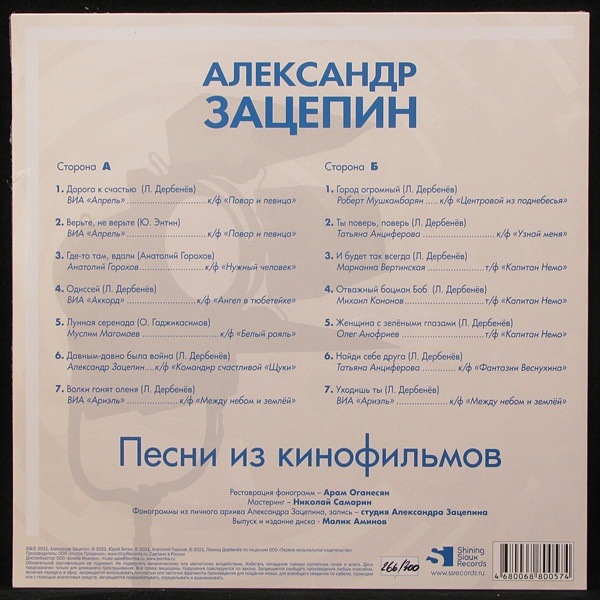 АЛЕКСАНДР
ЗАЦЕПИН
Сторона А
1. Дорога к счастью (Л. Дербенёв)
ВИА «Апрель» ........ к/ф «Повар и певица»
2. Верьте, не верьте (Ю. Энтин)
ВИА «Апрель» ........ к/ф «Повар и певица»
3. Где-то там, вдали (Анатолий Горохов)
Анатолий Горохов ........ к/ф «Нужный человек»
4. Одиссей (Л. Дербенёв)
ВИА «Аккорд» ........ к/ф «Ангел в тюбетейке»
5. Лунная серенада (О. Гаджикасимов)
Муслим Магомаев ........ к/ф «Белый рояль»
6. Давным-давно была война (Л. Дербенёв)
Александр Зацепин .... к/ф «Командир счастливой «Щуки»
7. Волки гонят оленя (Л. Дербенёв)
ВИА «Ариэль» ........ к/ф «Между небом и землёй»
Сторона Б
1. Город огромный (Л. Дербенёв)
Роберт Мушкамбарян ..... к/ф «Центровой из поднебесья»
2. Ты поверь, поверь (Л. Дербенёв)
Татьяна Анциферова ........ к/ф «Узнай меня»
3. И будет так всегда (Л. Дербенёв)
Марианна Вертинская ........ т/ф «Капитан Немо»
4. Отважный боцман Боб (Л. Дербенёв)
Михаил Кононов ........ т/ф «Капитан Немо»
5. Женщина с зелёными глазами (Л. Дербенёв)
Олег Анофриев ........ т/ф «Капитан Немо»
6. Найди себе друга (Л. Дербенёв)
Татьяна Анциферова ..... к/ф «Фантазии Веснухина»
7. Уходишь ты (Л. Дербенёв)
ВИА «Ариэль» ........ к/ф «Между небом и землёй»
Песни из кинофильмов
Реставрация фонограмм – Арам Оганесян
Мастеринг – Николай Самарин
Фонограммы из личного архива Александра Зацепина, запись – студия Александра Зацепина
Выпуск и издание диска – Малик Аминов
266/400
Shining
Sioux
Records
www.ssrecords.ru
4 680068 800574